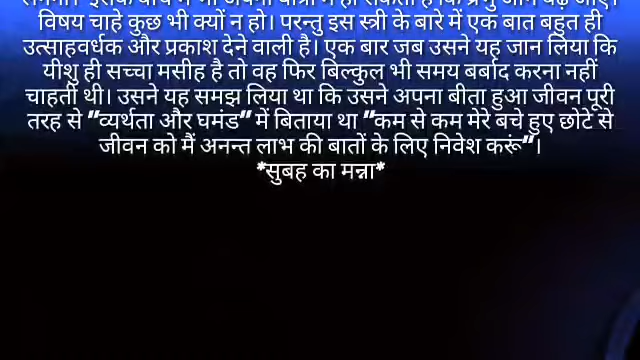 विषय चाहे कुछ भी क्यों न हो। परन्तु इस स्त्री के बारे में एक बात बहुत ही
उत्साहवर्धक और प्रकाश देने वाली है। एक बार जब उसने यह जान लिया कि
यीशु ही सच्चा मसीह है तो वह फिर बिल्कुल भी समय बर्बाद करना नहीं
चाहती थी। उसने यह समझ लिया था कि उसने अपना बीता हुआ जीवन पूरी
तरह से "व्यर्थता और घमंड" में बिताया था "कम से कम मेरे बचे हुए छोटे से
जीवन को मैं अनन्त लाभ की बातों के लिए निवेश करूं"।
*सुबह का मन्ना*